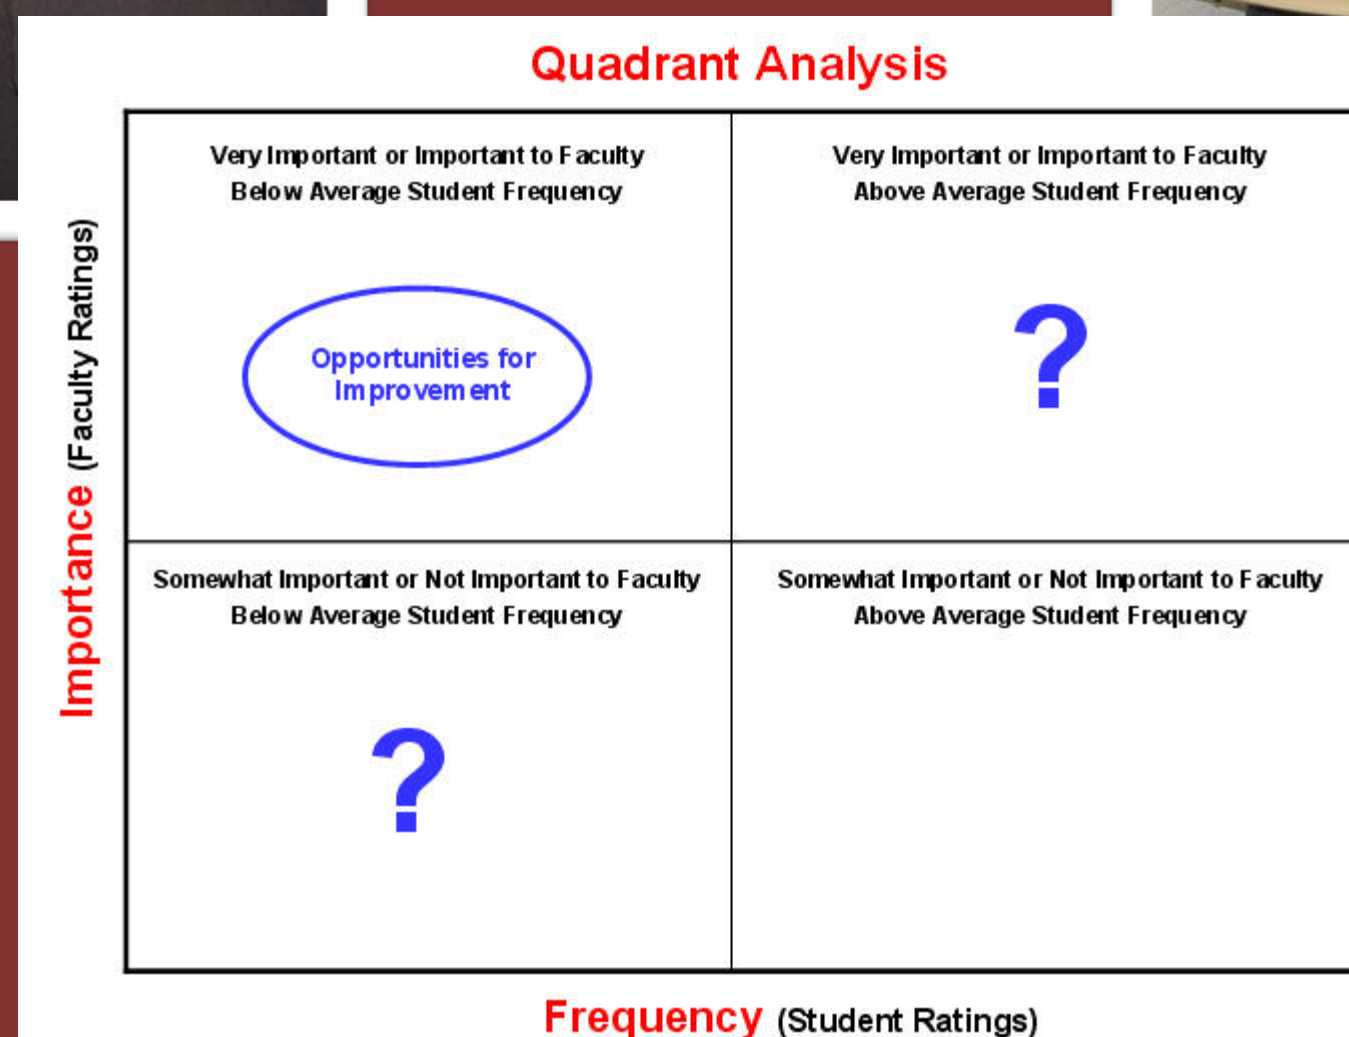 Quadrant Analysis
Very Important or Important to Faculty
Below Average Student Frequency
Very Important or Important to Faculty
Above Average Student Frequency
Opportunities for
Improvement
?
Importance (Faculty Ratings)
Somewhat Important or Not Important to Faculty
Below Average Student Frequency
Somewhat Important or Not Important to Faculty
Above Average Student Frequency
?
Frequency (Student Ratings)